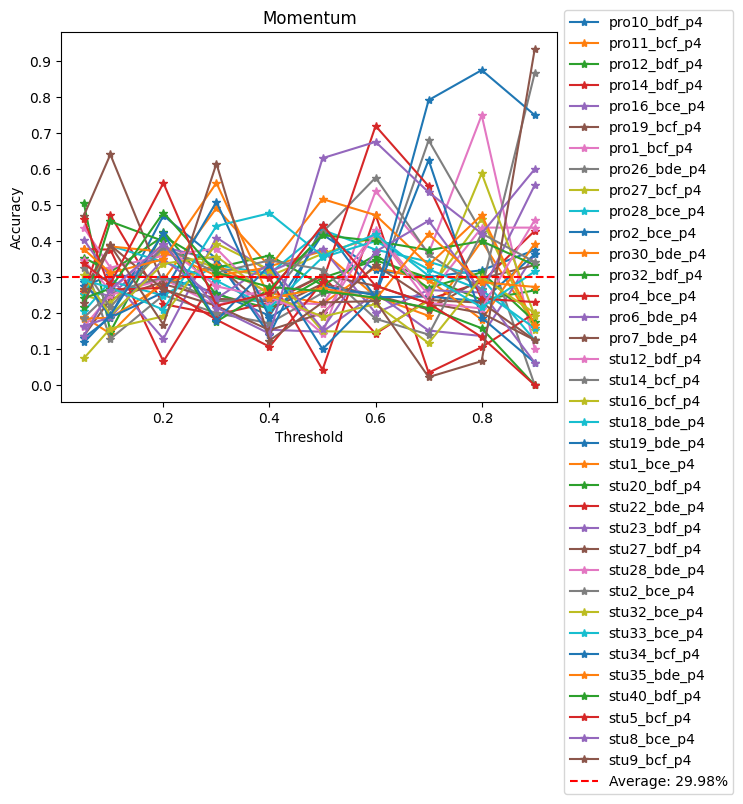 Momentum
Accuracy
0.9
0.8
0.7
0.6
0.5
0.4
0.3
0.2
0.1
0.0
0.2
0.4
0.6
0.8
Threshold
pro10_bdf_p4
pro11_bcf_p4
pro12_bdf_p4
pro14_bdf_p4
pro16_bce_p4
pro19_bcf_p4
pro1_bcf_p4
pro26_bde_p4
pro27_bcf_p4
pro28_bce_p4
pro2_bce_p4
pro30_bde_p4
pro32_bdf_p4
pro4_bce_p4
pro6_bde_p4
pro7_bde_p4
stu12_bdf_p4
stu14_bcf_p4
stu16_bcf_p4
stu18_bde_p4
stu19_bde_p4
stu1_bce_p4
stu20_bdf_p4
stu22_bde_p4
stu23_bdf_p4
stu27_bdf_p4
stu28_bde_p4
stu2_bce_p4
stu32_bce_p4
stu33_bce_p4
stu34_bcf_p4
stu35_bde_p4
stu40_bdf_p4
stu5_bcf_p4
stu8_bce_p4
stu9_bcf_p4
Average: 29.98%